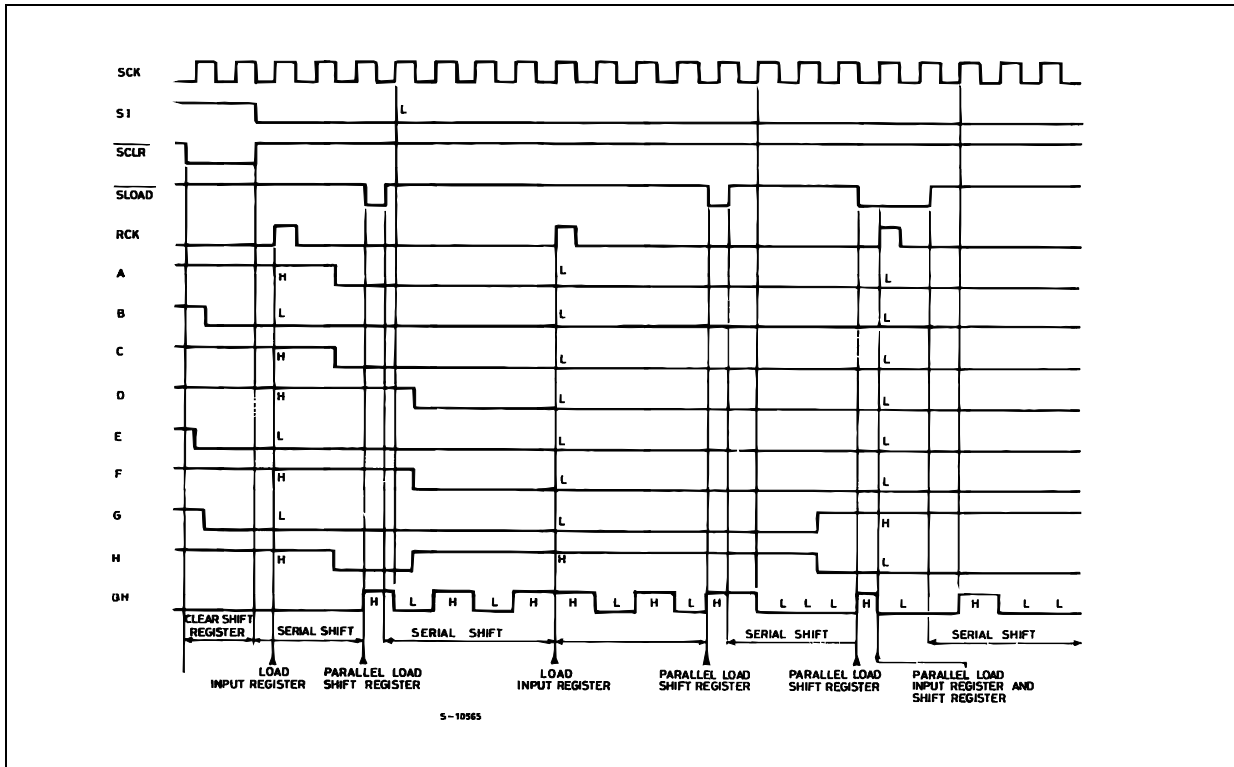 SCK
SI L
SCLR
SLOAD
RCK
A H L L
B L L L
C H L L
D H L L
E L L L
F H L L
G L L H
H H H L
QH H L H L H H L H L H L L L H L H L L
CLEAR SHIFT
REGISTER SERIAL SHIFT SERIAL SHIFT SERIAL SHIFT SERIAL SHIFT
LOAD
INPUT REGISTER
PARALLEL LOAD
SHIFT REGISTER
LOAD
INPUT REGISTER
PARALLEL LOAD
SHIFT REGISTER
PARALLEL LOAD
SHIFT REGISTER
PARALLEL LOAD
INPUT REGISTER AND
SHIFT REGISTER
S-10565